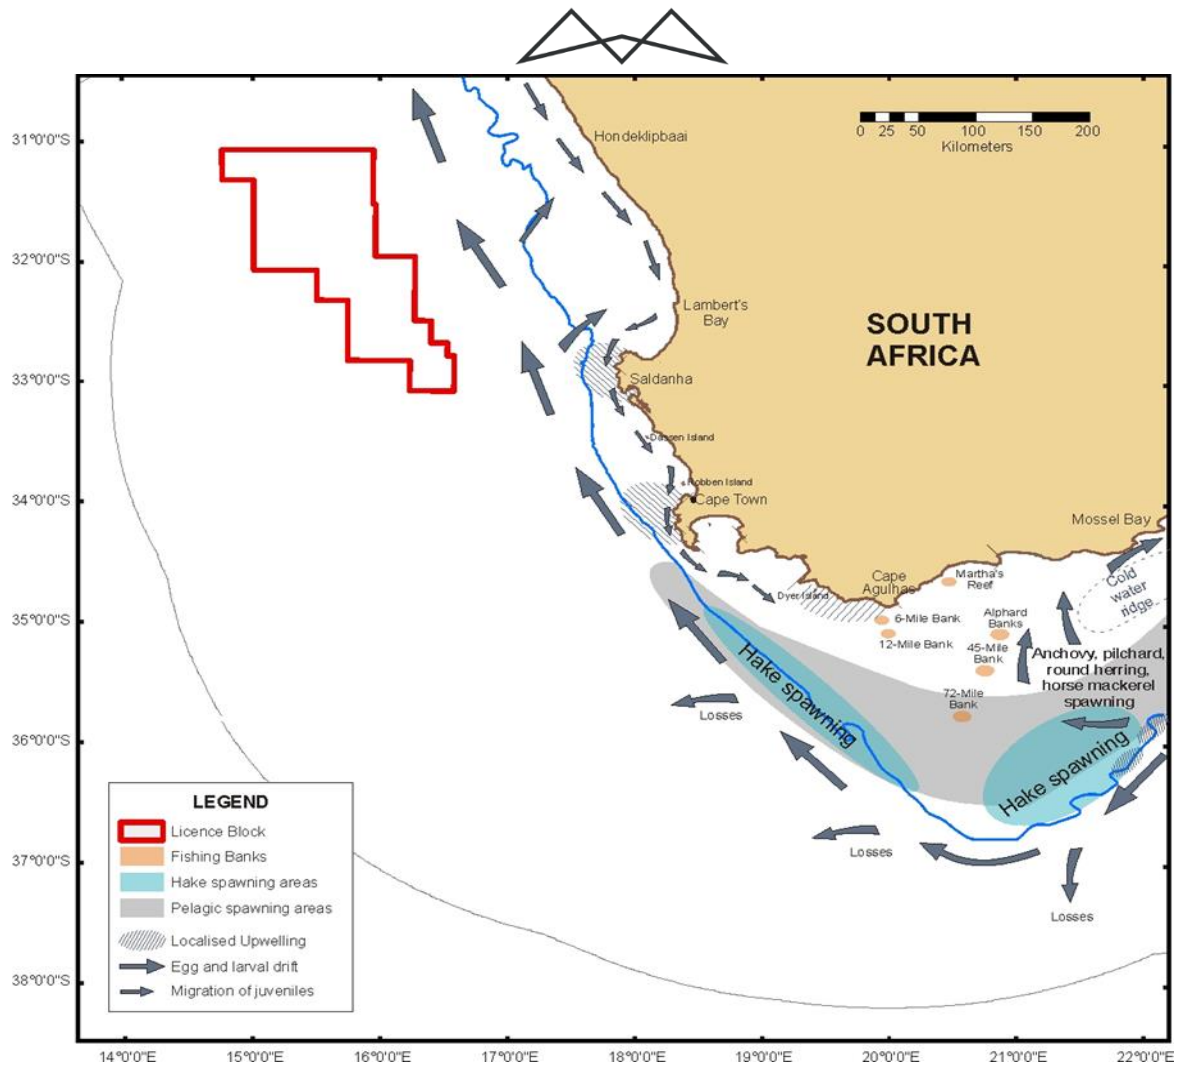 Hondeklipbaai
0 25 50 100 150 200
Kilometers
31°0'0"S
32°0'0"S
33°0'0"S
34°0'0"S
35°0'0"S
36°0'0"S
37°0'0"S
38°0'0"S
Lambert's
Bay
SOUTH
AFRICA
Saldanha
Dassen Island
Robben Island
Cape Town
Mossel Bay
Cape
Agulhas
Martha's
Reef
Cold
water
ridge
Dyer Island
6-Mile Bank
Alphard
Banks
12-Mile Bank
45-Mile
Bank
Anchovy, pilchard,
round herring,
horse mackerel
spawning
72-Mile
Bank
Hake spawning
Losses
Hake spawning
Losses
Losses
LEGEND
Licence Block
Fishing Banks
Hake spawning areas
Pelagic spawning areas
Localised Upwelling
Egg and larval drift
Migration of juveniles
14°0'0"E 15°0'0"E 16°0'0"E 17°0'0"E 18°0'0"E 19°0'0"E 20°0'0"E 21°0'0"E 22°0'0"E